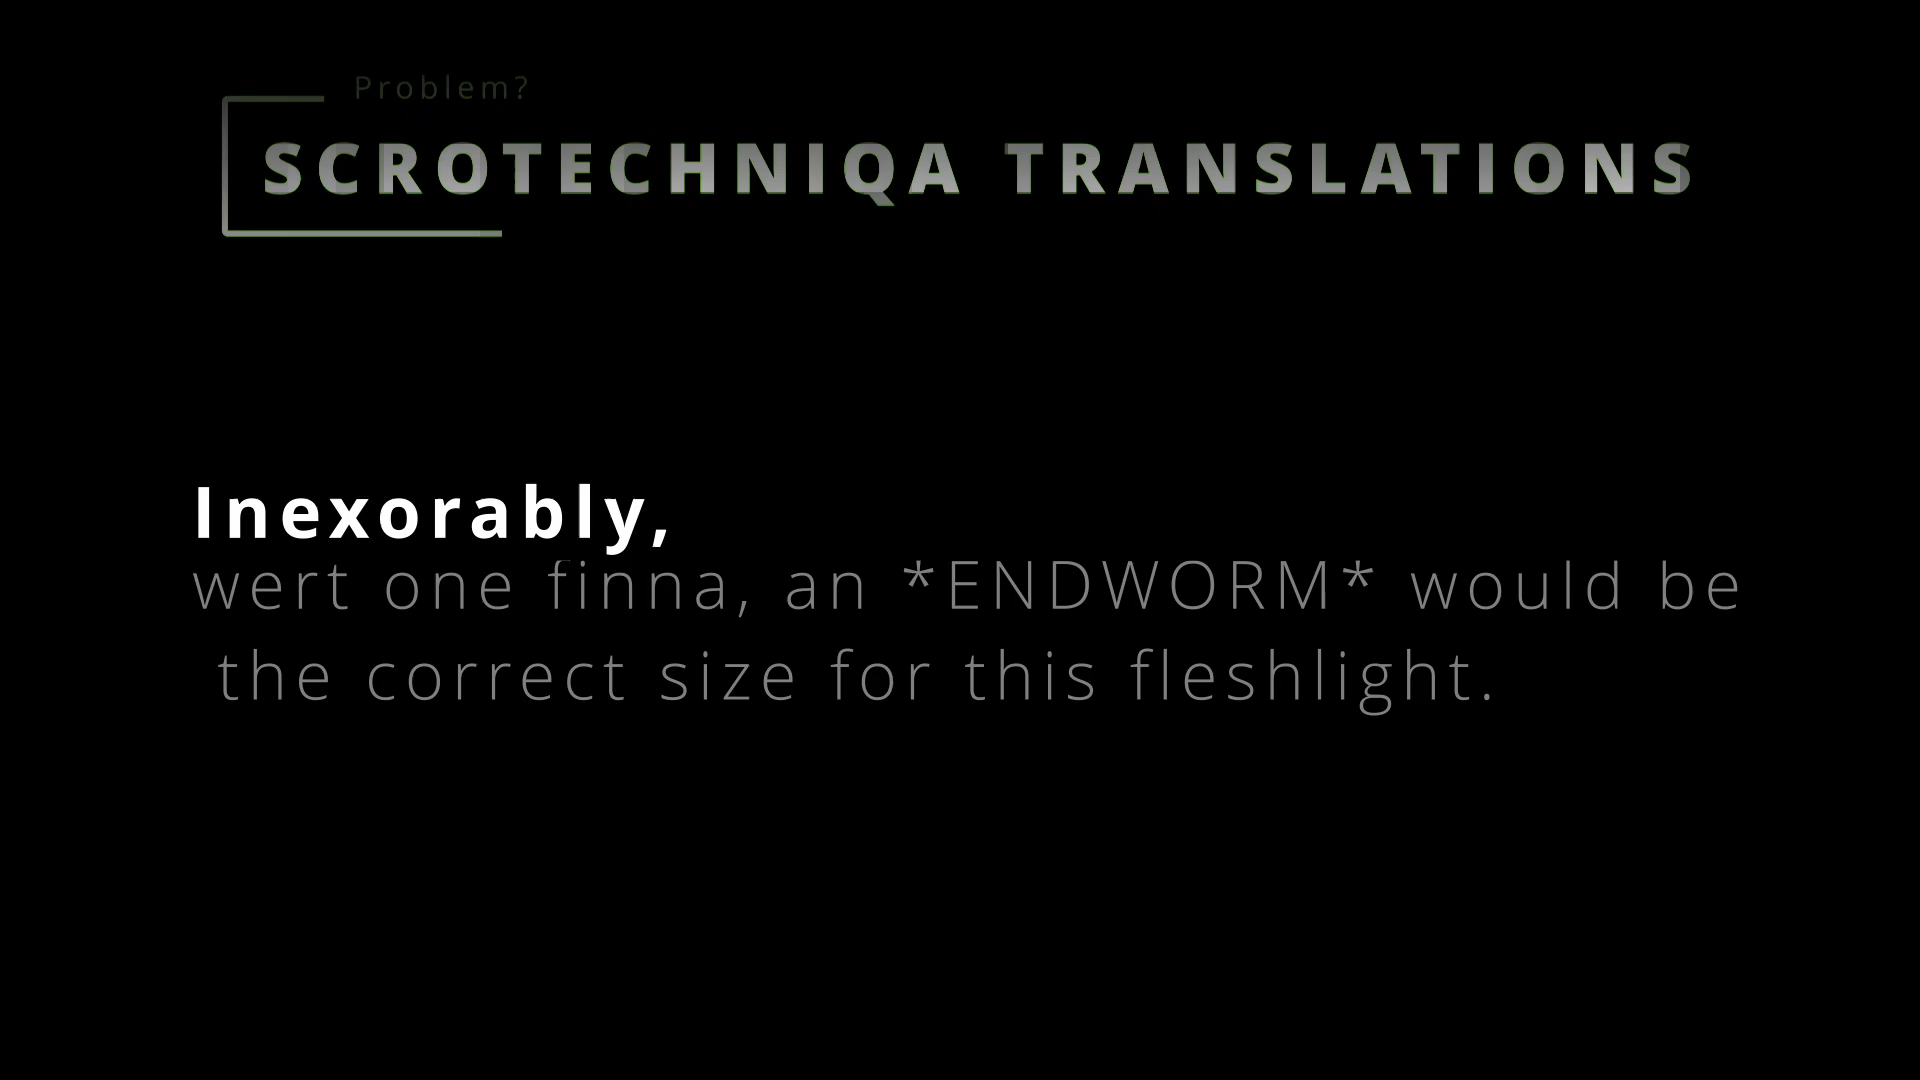 Problem?
SCROTECHNIQA TRANSLATIONS
Inexorably,
wert one finna, an *ENDWORM* would be
the correct size for this fleshlight.